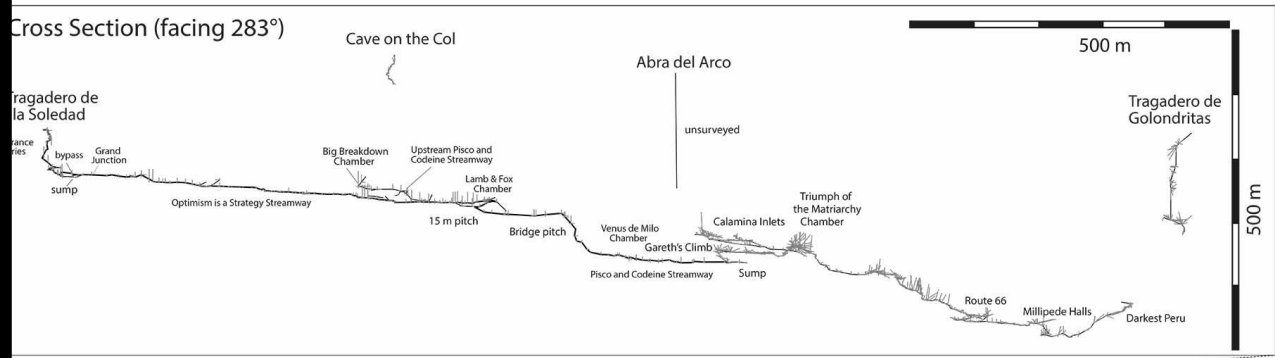 Cross Section (facing 283°)
Cave on the Col
500 m
Abra del Arco
Tragadero de
la Soledad
Tragadero de
Golondritas
unsurveyed
bypass
Grand
Junction
sump
Big Breakdown
Chamber
Upstream Pisco and
Codeine Streamway
Lamb & Fox
Chamber
Optimism is a Strategy Streamway
15 m pitch
Bridge pitch
Venus de Milo
Chamber
Gareth's Climb
Calamina Inlets
Triumph of
the Matriarchy
Chamber
500 m
Pisco and Codeine Streamway
Sump
Route 66
Millipede Halls
Darkest Peru